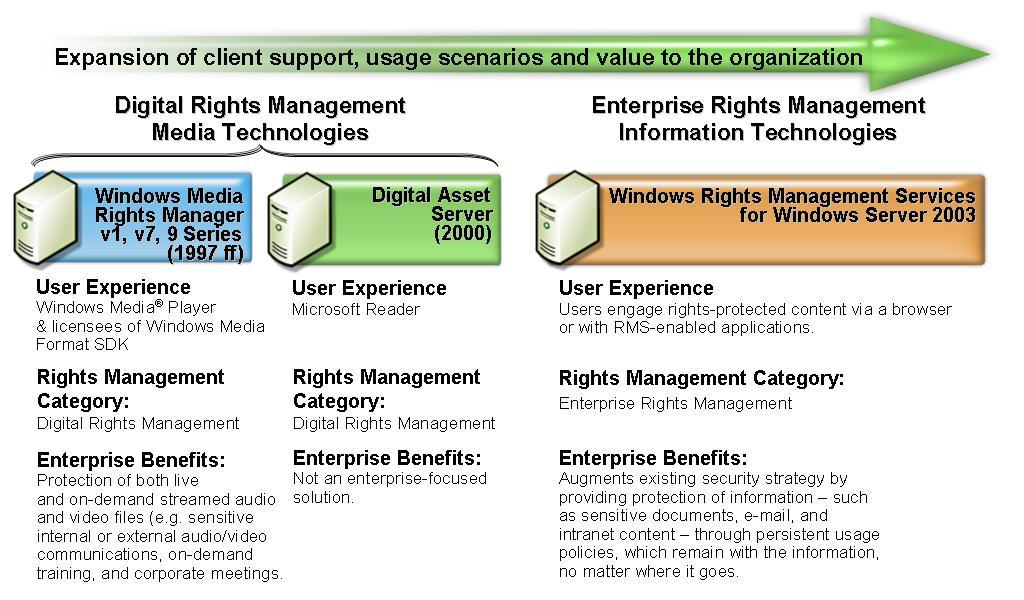 Expansion of client support, usage scenarios and value to the organization
Digital Rights Management
Media Technologies
Enterprise Rights Management
Information Technologies
Windows Media
Rights Manager
v1, v7, 9 Series
(1997 ff)
Digital Asset
Server
(2000)
Windows Rights Management Services
for Windows Server 2003
User Experience
Windows Media® Player
& licensees of Windows Media
Format SDK
Rights Management
Category:
Digital Rights Management
Enterprise Benefits:
Protection of both live
and on-demand streamed audio
and video files (e.g. sensitive
internal or external audio/video
communications, on-demand
training, and corporate meetings.
User Experience
Microsoft Reader
Rights Management
Category:
Digital Rights Management
Enterprise Benefits:
Not an enterprise-focused
solution.
User Experience
Users engage rights-protected content via a browser
or with RMS-enabled applications.
Rights Management Category:
Enterprise Rights Management
Enterprise Benefits:
Augments existing security strategy by
providing protection of information – such
as sensitive documents, e-mail, and
intranet content – through persistent usage
policies, which remain with the information,
no matter where it goes.